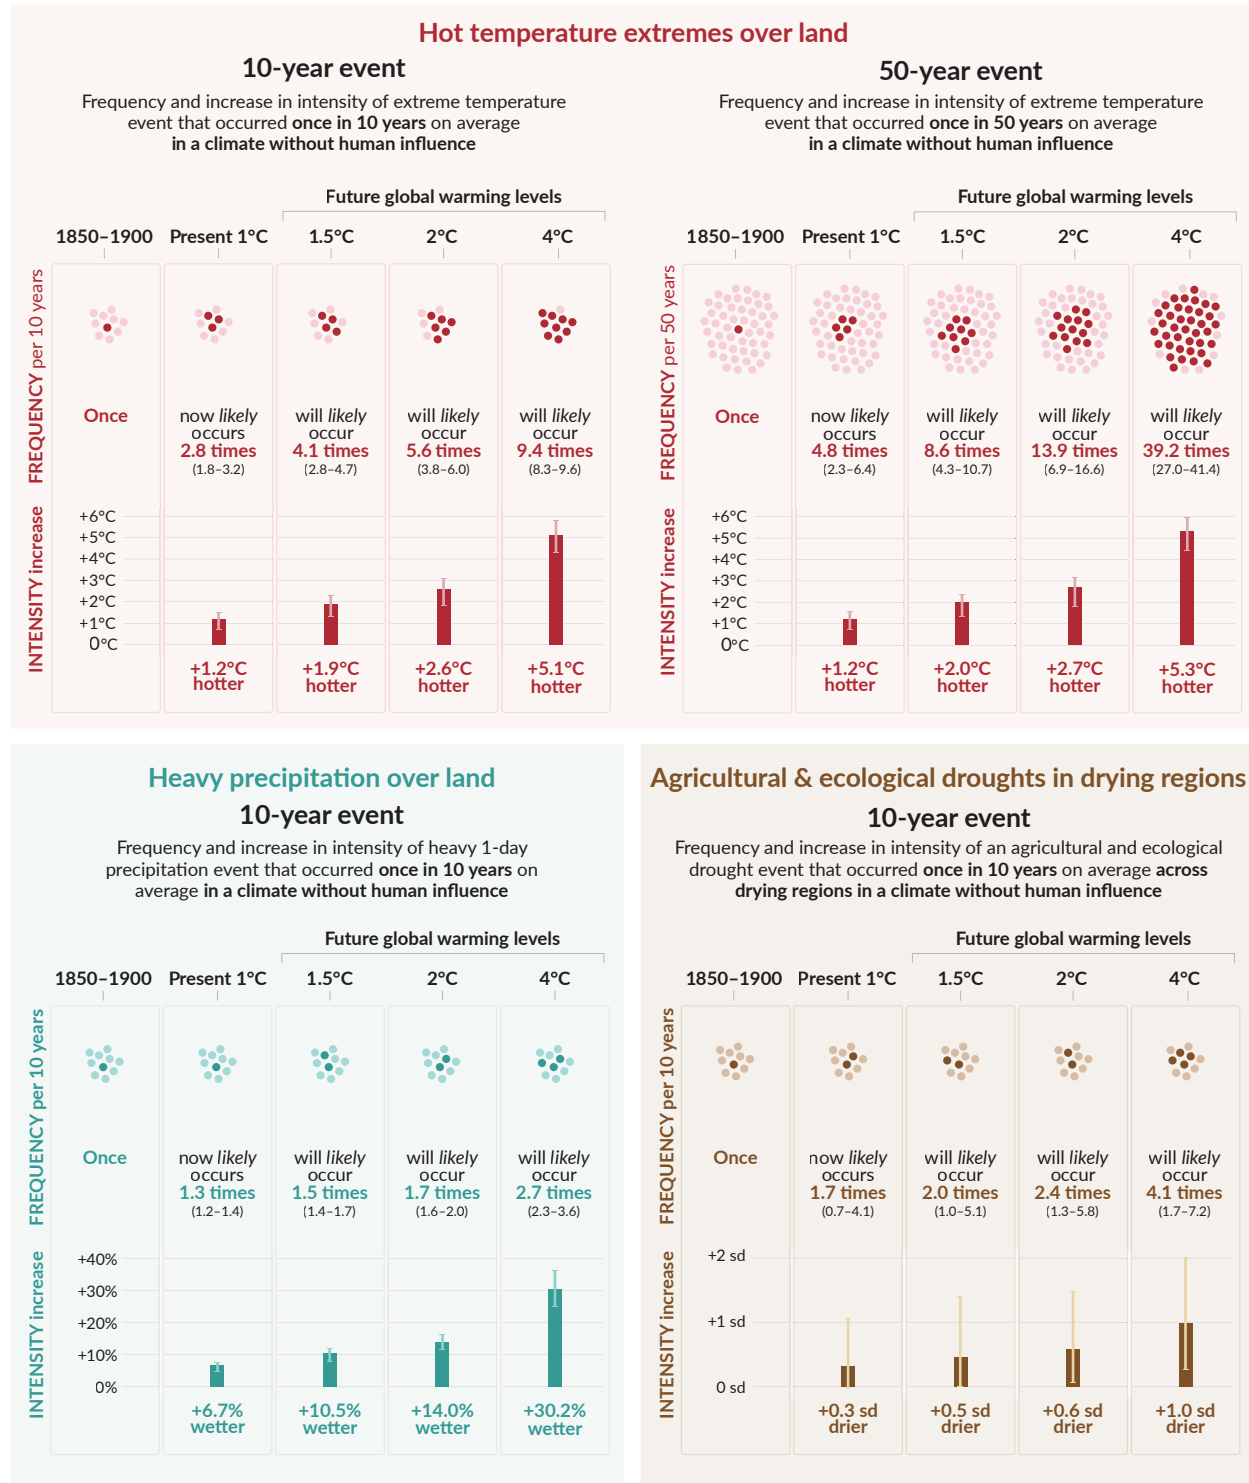 Hot temperature extremes over land
10-year event
Frequency and increase in intensity of extreme temperature
event that occurred once in 10 years on average
in a climate without human influence
Future global warming levels
1850–1900
Present 1°C
1.5°C
2°C
4°C
FREQUENCY per 10 years
Once
now likely
occurs
2.8 times
(1.8–3.2)
will likely
occur
4.1 times
(2.8–4.7)
will likely
occur
5.6 times
(3.8–6.0)
will likely
occur
9.4 times
(8.3–9.6)
INTENSITY increase
+6°C
+5°C
+4°C
+3°C
+2°C
+1°C
0°C
+1.2°C
hotter
+1.9°C
hotter
+2.6°C
hotter
+5.1°C
hotter
50-year event
Frequency and increase in intensity of extreme temperature
event that occurred once in 50 years on average
in a climate without human influence
Future global warming levels
1850–1900
Present 1°C
1.5°C
2°C
4°C
FREQUENCY per 50 years
Once
now likely
occurs
4.8 times
(2.3–6.4)
will likely
occur
8.6 times
(4.3–10.7)
will likely
occur
13.9 times
(6.9–16.6)
will likely
occur
39.2 times
(27.0–41.4)
INTENSITY increase
+6°C
+5°C
+4°C
+3°C
+2°C
+1°C
0°C
+1.2°C
hotter
+2.0°C
hotter
+2.7°C
hotter
+5.3°C
hotter
Heavy precipitation over land
10-year event
Frequency and increase in intensity of heavy 1-day
precipitation event that occurred once in 10 years on
average in a climate without human influence
Future global warming levels
1850–1900
Present 1°C
1.5°C
2°C
4°C
FREQUENCY per 10 years
Once
now likely
occurs
1.3 times
(1.2–1.4)
will likely
occur
1.5 times
(1.4–1.7)
will likely
occur
1.7 times
(1.6–2.0)
will likely
occur
2.7 times
(2.3–3.6)
INTENSITY increase
+40%
+30%
+20%
+10%
0%
+6.7%
wetter
+10.5%
wetter
+14.0%
wetter
+30.2%
wetter
Agricultural & ecological droughts in drying regions
10-year event
Frequency and increase in intensity of an agricultural and ecological
drought event that occurred once in 10 years on average across
drying regions in a climate without human influence
Future global warming levels
1850–1900
Present 1°C
1.5°C
2°C
4°C
FREQUENCY per 10 years
Once
now likely
occurs
1.7 times
(0.7–4.1)
will likely
occur
2.0 times
(1.0–5.1)
will likely
occur
2.4 times
(1.3–5.8)
will likely
occur
4.1 times
(1.7–7.2)
INTENSITY increase
+2 sd
+1 sd
0 sd
+0.3 sd
drier
+0.5 sd
drier
+0.6 sd
drier
+1.0 sd
drier